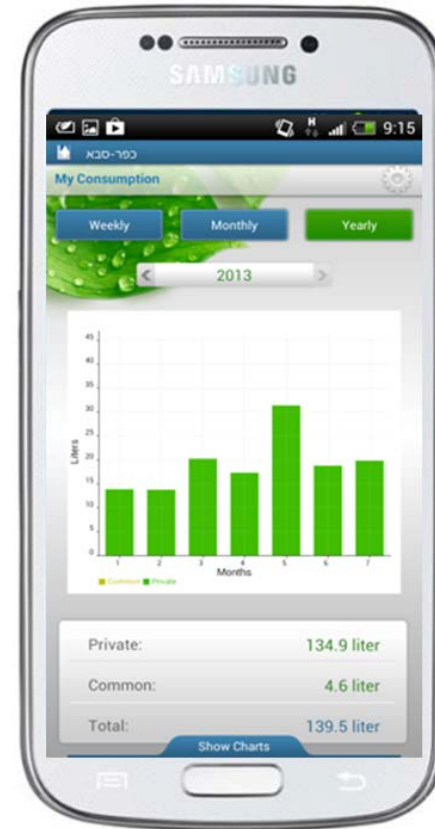 SAMSUNG
H 9:15
כפר-סבא
My Consumption
Weekly Monthly Yearly
< 2013 >
45
40
35
30
25
20
15
10
5
0
Liters
1 2 3 4 5 6 7
Months
Common Private
Private: 134.9 liter
Common: 4.6 liter
Total: 139.5 liter
Show Charts